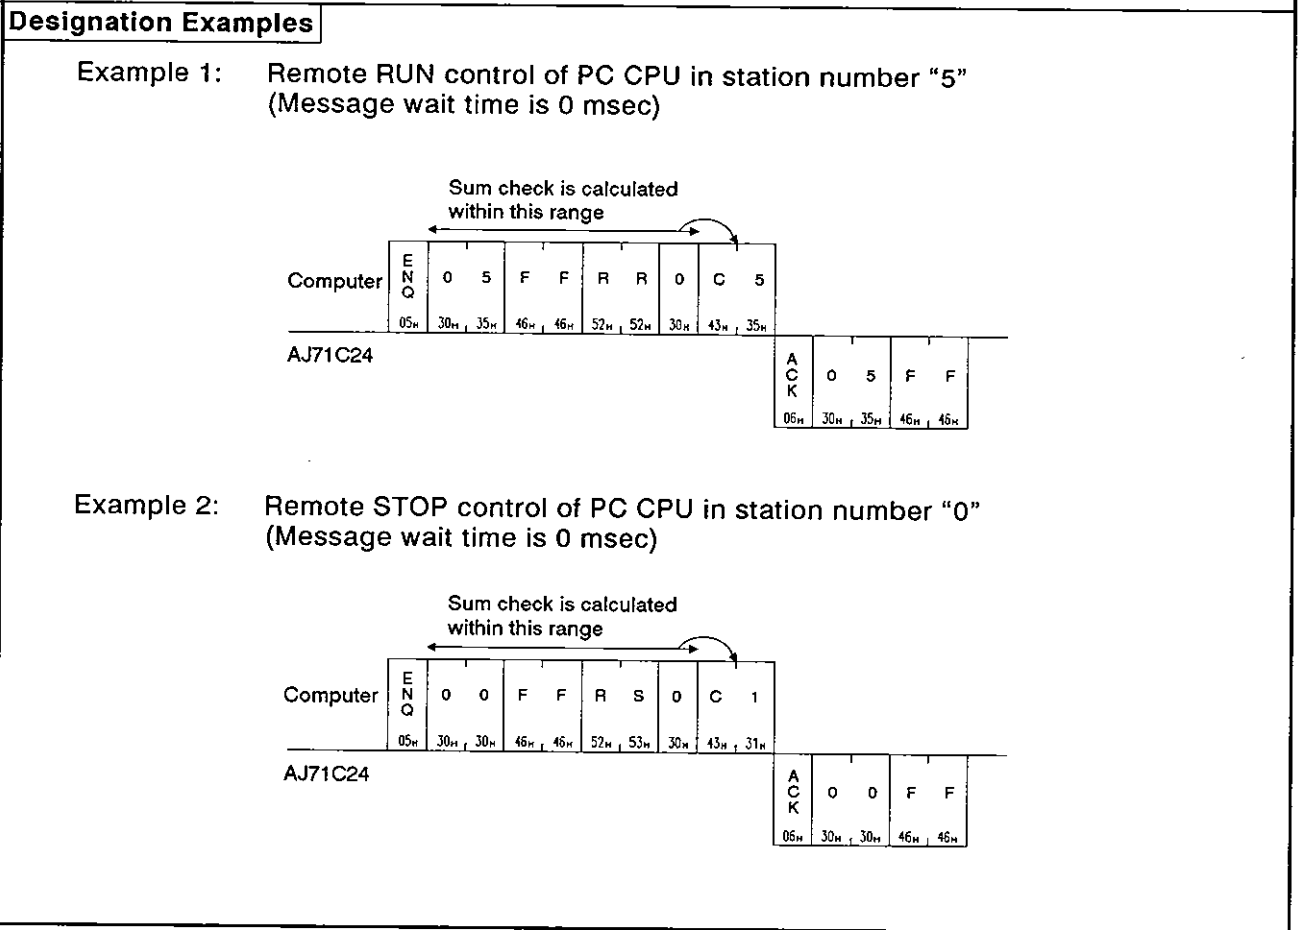 Designation Examples
Example 1: Remote RUN control of PC CPU in station number “5”
(Message wait time is 0 msec)
Sum check is calculated
within this range
Computer ENQ 0 5 F F R R 0 C 5
05H 30H 35H 46H 46H 52H 52H 30H 43H 35H
AJ71C24
ACK 0 5 F F
06H 30H 35H 46H 46H
Example 2: Remote STOP control of PC CPU in station number “0”
(Message wait time is 0 msec)
Sum check is calculated
within this range
Computer ENQ 0 0 F F R S 0 C 1
05H 30H 30H 46H 46H 52H 53H 30H 43H 31H
AJ71C24
ACK 0 0 F F
06H 30H 30H 46H 46H